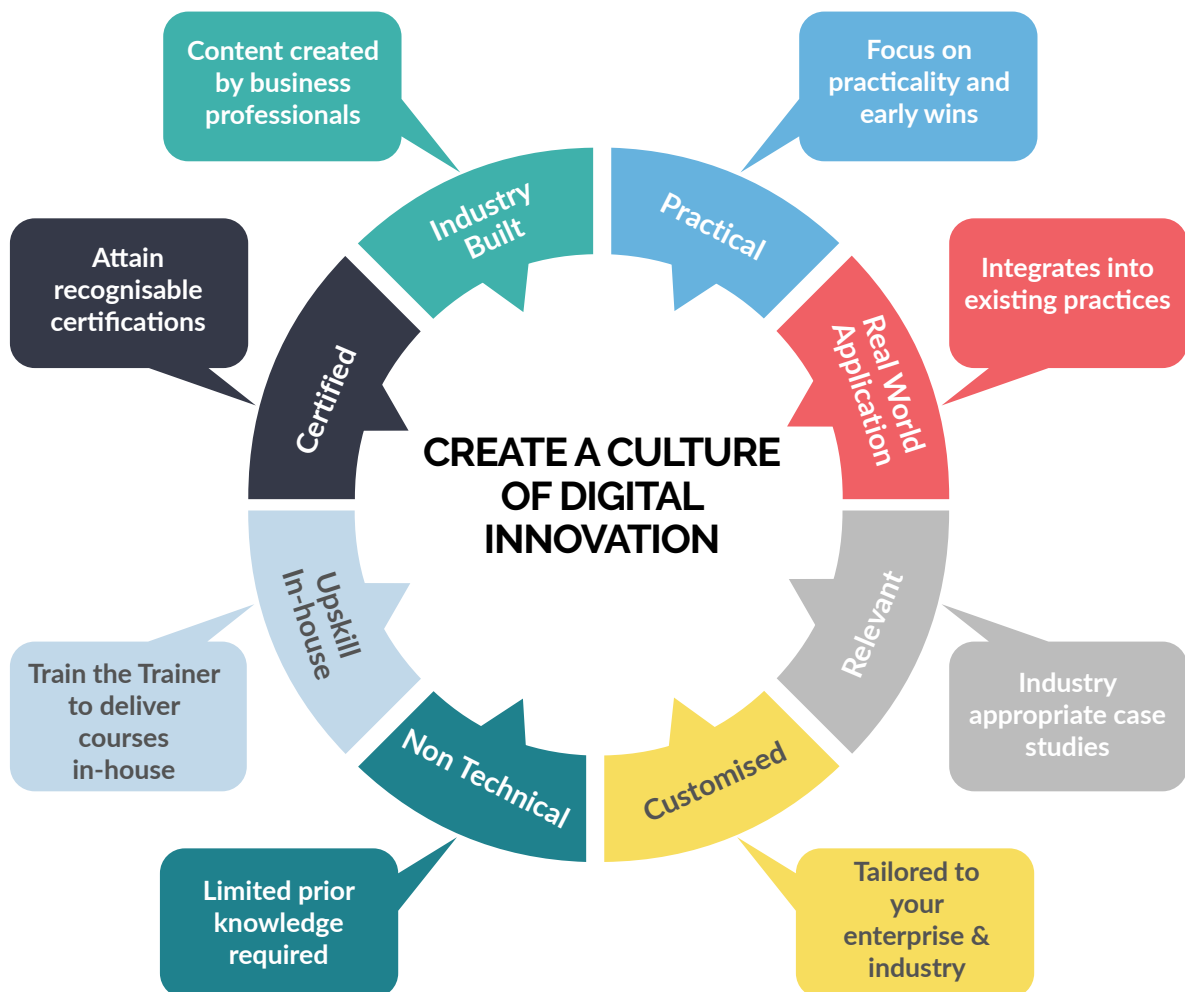 Content created
by business
professionals
Focus on
practicality and
early wins
Industry
Built
Practical
Attain
recognisable
certifications
Integrates into
existing practices
Certified
Real World
Application
CREATE A CULTURE
OF DIGITAL
INNOVATION
Upskill
In-house
Relevant
Train the Trainer
to deliver
courses
in-house
Industry
appropriate case
studies
Non Technical
Customised
Limited prior
knowledge
required
Tailored to
your
enterprise &
industry